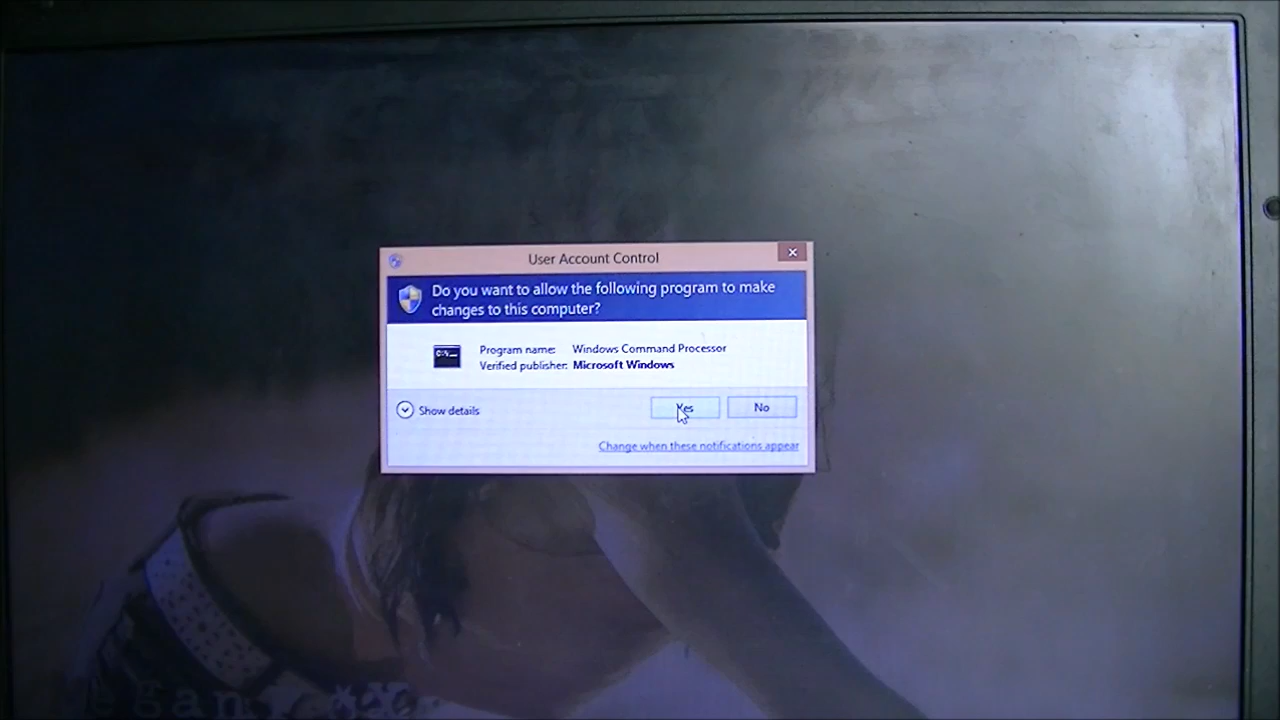 User Account Control
Do you want to allow the following program to make
changes to this computer?
Program name: Windows Command Processor
Verified publisher: Microsoft Windows
Show details
Yes
No
Change when these notifications appear